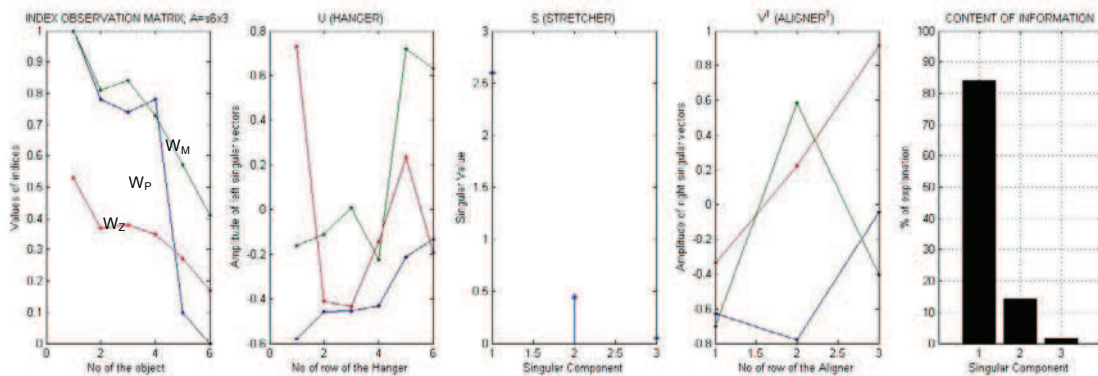 INDEX OBSERVATION MATRIX; A=s6x3
Values of indices
1
0.9
0.8
0.7
0.6
0.5
0.4
0.3
0.2
0.1
0
0 2 4 6
No of the object
W_M
W_P
W_Z
U (HANGER)
Amplitude of left singular vectors
0.8
0.6
0.4
0.2
0
-0.2
-0.4
-0.6
0 2 4 6
No of row of the Hanger
S (STRETCHER)
Singular Value
3
2.5
2
1.5
1
0.5
0
1 1.5 2 2.5 3
Singular Component
V^T (ALIGNER^T)
Amplitude of right singular vectors
1
0.8
0.6
0.4
0.2
0
-0.2
-0.4
-0.6
-0.8
1 1.5 2 2.5 3
No of row of the Aligner
CONTENT OF INFORMATION
% of expanation
100
90
80
70
60
50
40
30
20
10
0
1 2 3
Singular Component